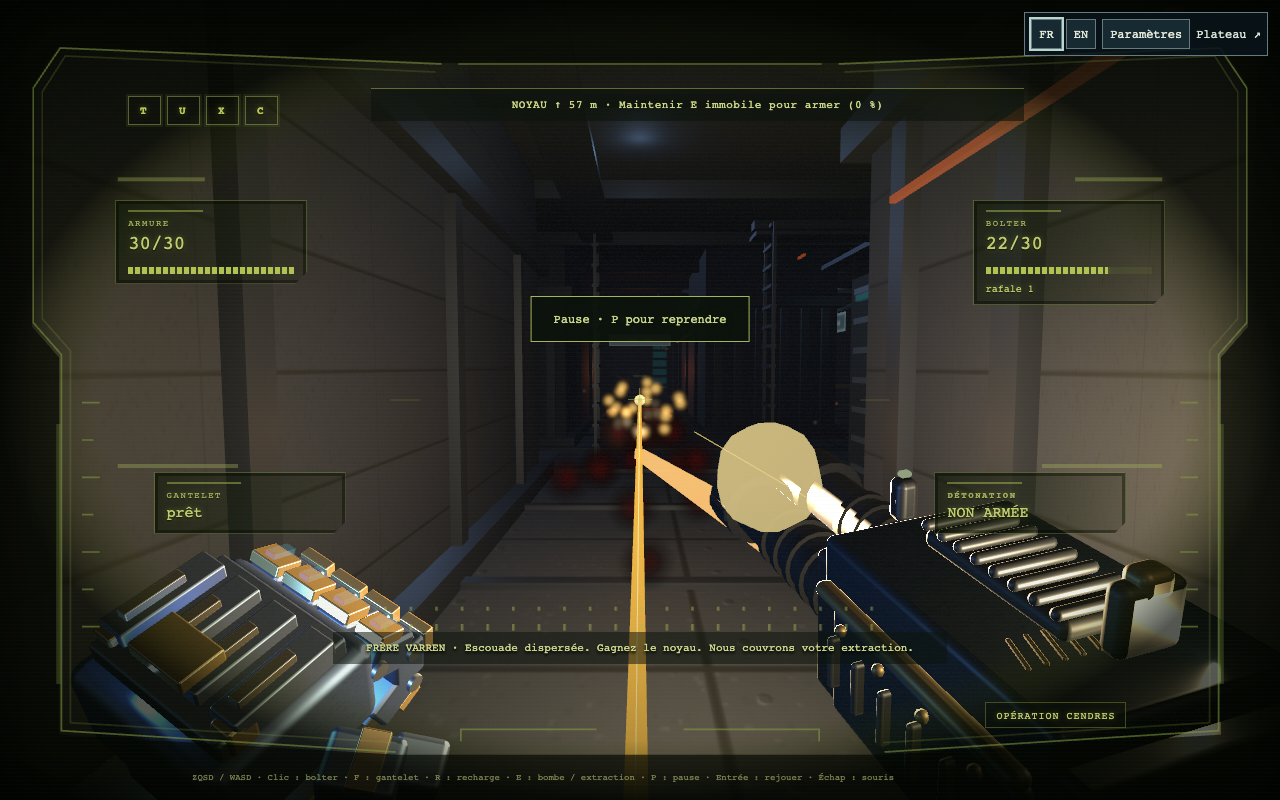 FR EN Paramètres Plateau ↗
T U X C
NOYAU ↑ 57 m · Maintenir E immobile pour armer (0 %)
ARMURE
30/30
BOLTER
22/30
rafale 1
Pause · P pour reprendre
GANTELET
prêt
DÉTONATION
NON ARMÉE
FRÈRE VARREN · Escouade dispersée. Gagnez le noyau. Nous couvrons votre extraction.
OPÉRATION CENDRES
ZQSD / WASD · Clic : bolter · F : gantelet · R : recharge · E : bombe / extraction · P : pause · Entrée : rejouer · Échap : souris